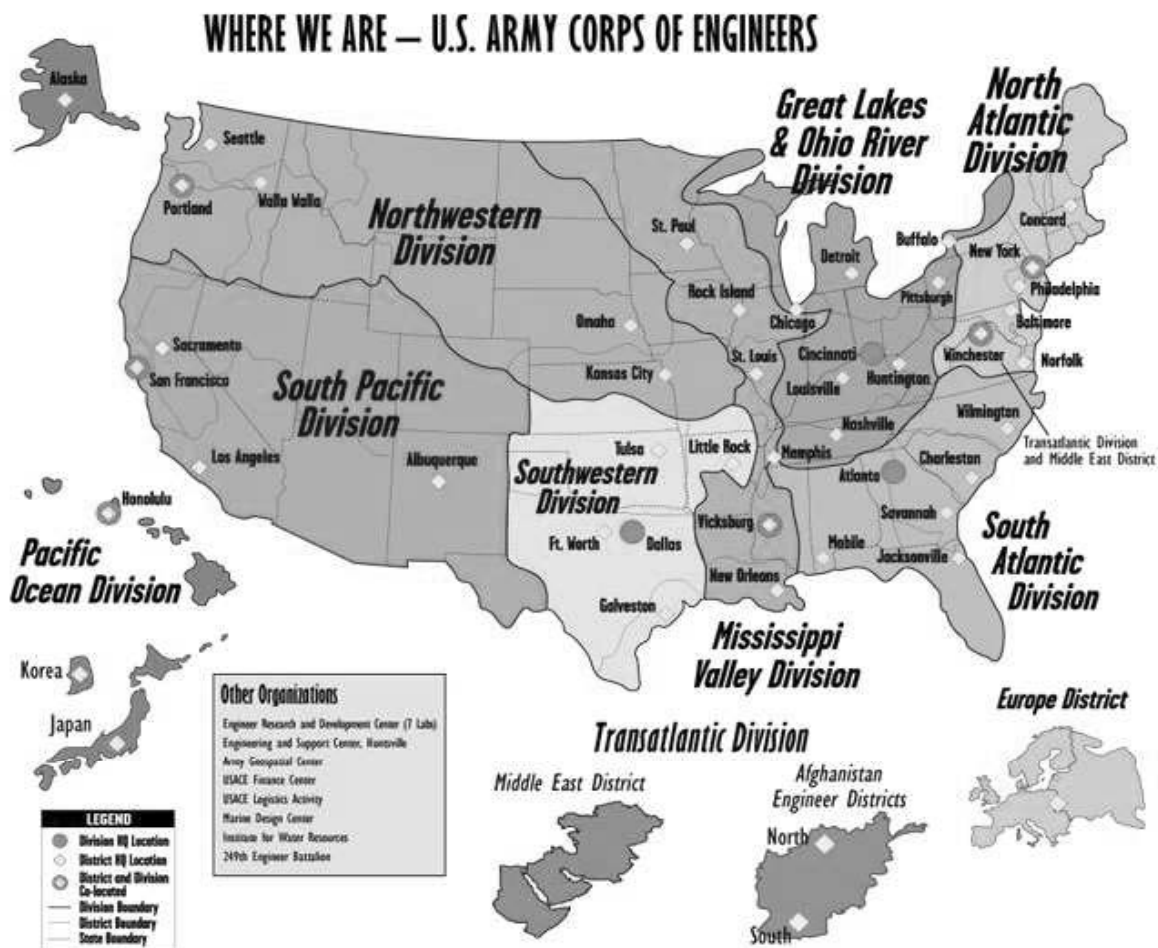 WHERE WE ARE – U.S. ARMY CORPS OF ENGINEERS
Alaska
Great Lakes
& Ohio River
Division
North
Atlantic
Division
Seattle
Walla Walla
Portland
Northwestern
Division
St. Paul
Detroit
Buffalo
New York
Concord
Rock Island
Chicago
Pittsburgh
Philadelphia
Omaha
Baltimore
Sacramento
San Francisco
St. Louis
Cincinnati
Winchester
Norfolk
Kansas City
Louisville
Huntington
South Pacific
Division
Nashville
Wilmington
Transatlantic Division
and Middle East District
Los Angeles
Albuquerque
Tulsa
Little Rock
Memphis
Atlanta
Charleston
Southwestern
Division
Honolulu
Pacific
Ocean Division
Ft. Worth
Dallas
Vicksburg
Savannah
Mobile
Jacksonville
South
Atlantic
Division
New Orleans
Galveston
Mississippi
Valley Division
Korea
Japan
Other Organizations
Engineer Research and Development Center (7 Labs)
Engineering and Support Center, Huntsville
Army Geospatial Center
USACE Finance Center
USACE Logistics Activity
Marine Design Center
Institute for Water Resources
249th Engineer Battalion
Transatlantic Division
Middle East District
Afghanistan
Engineer Districts
North
South
Europe District
LEGEND
Division HQ Location
District HQ Location
District and Division
Co-located
Division Boundary
District Boundary
State Boundary